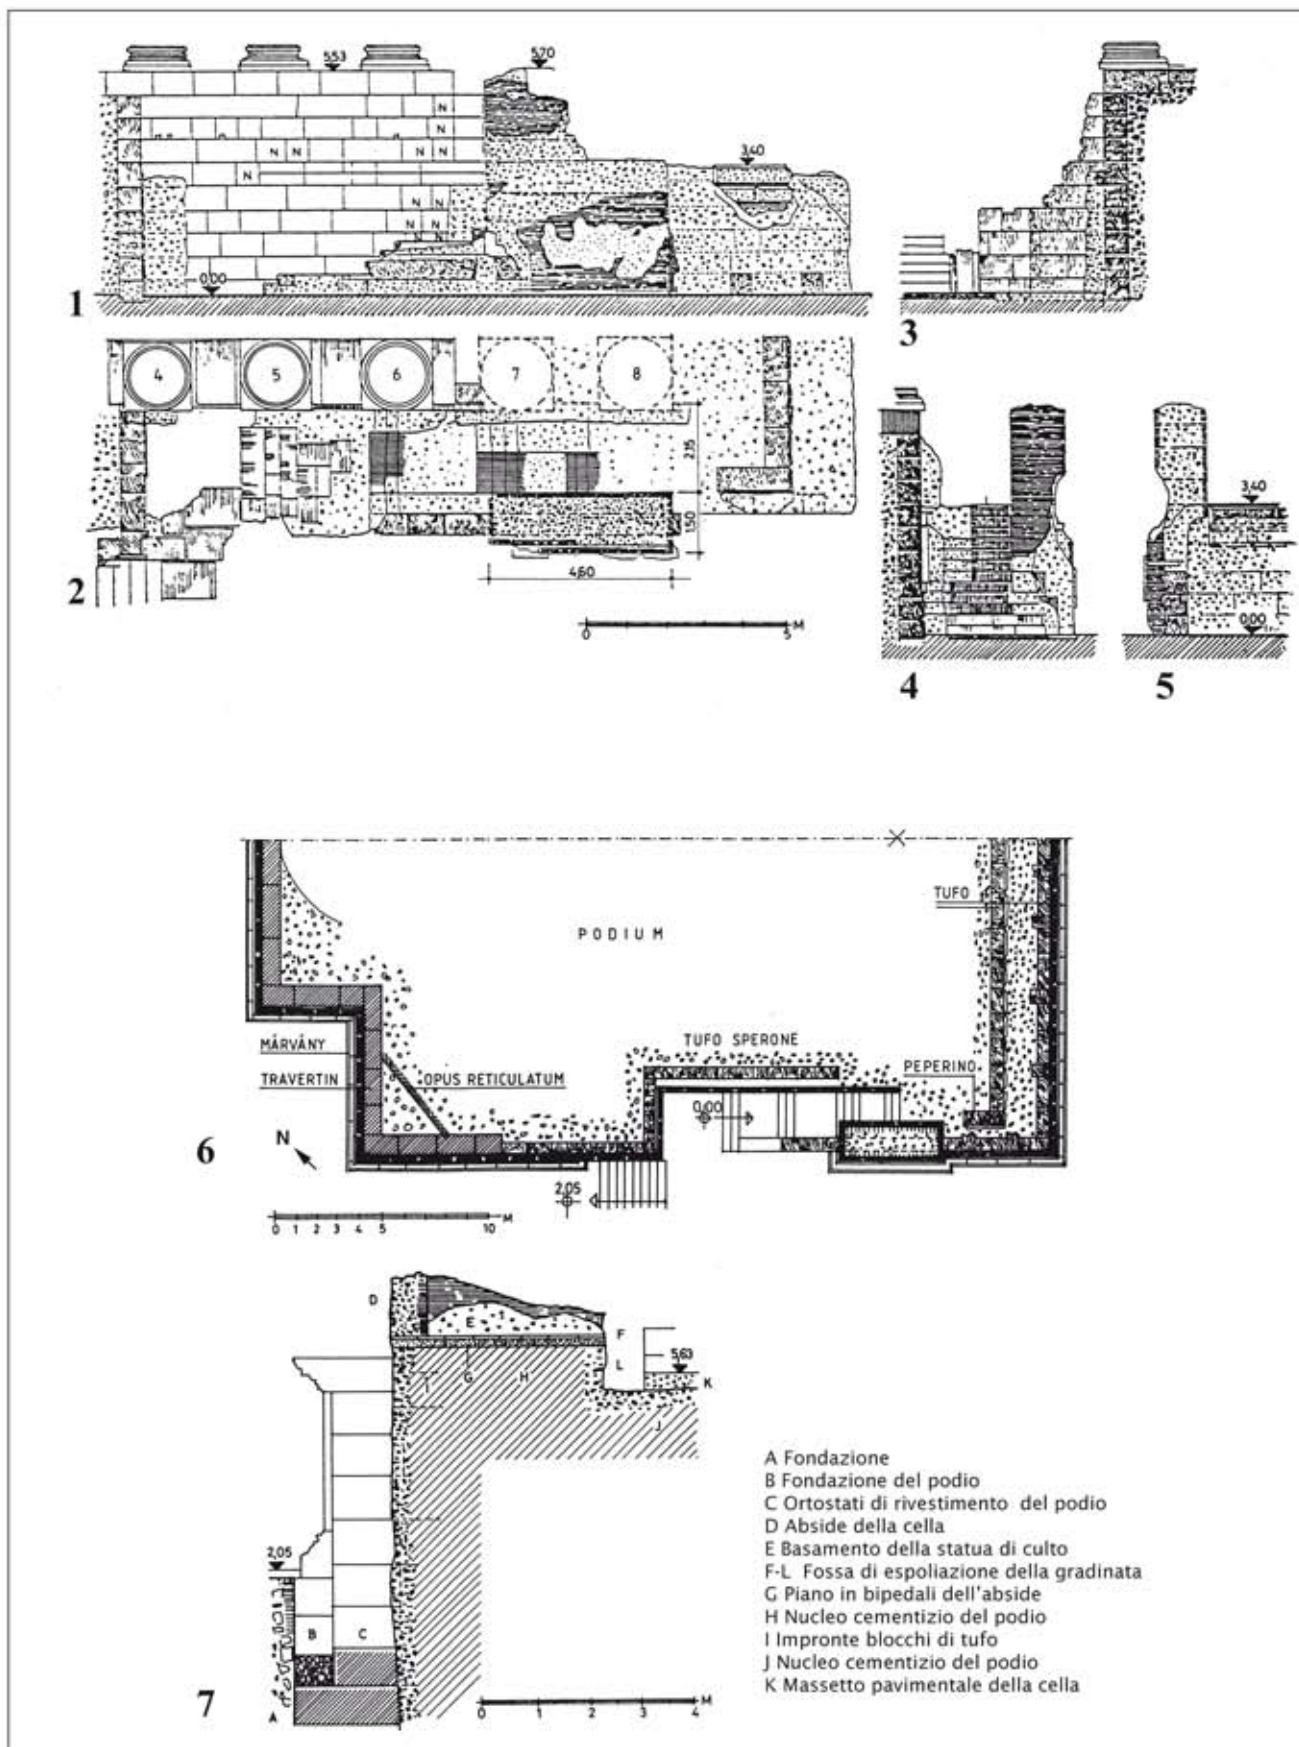 5,53
5,70
3,40
N
N
N N N N
N
N
N N
N
0,00
1
3
4 5 6 7 8
2,15
1,50
4,60
2
0 5 M
3,40
0,00
4
5
TUFO
PODIUM
MÁRVÁNY
TRAVERTIN
OPUS RETICULATUM
TUFO SPERONE
PEPERINO
0,00
N
6
2,05
0 1 2 3 4 5 10 M
D
E
F
L
5,63
K
G H
J
2,05
B C
A
7
0 1 2 3 4 M
A Fondazione
B Fondazione del podio
C Ortostati di rivestimento del podio
D Abside della cella
E Basamento della statua di culto
F-L Fossa di espoliazione della gradinata
G Piano in bipedali dell'abside
H Nucleo cementizio del podio
I Impronte blocchi di tufo
J Nucleo cementizio del podio
K Massetto pavimentale della cella